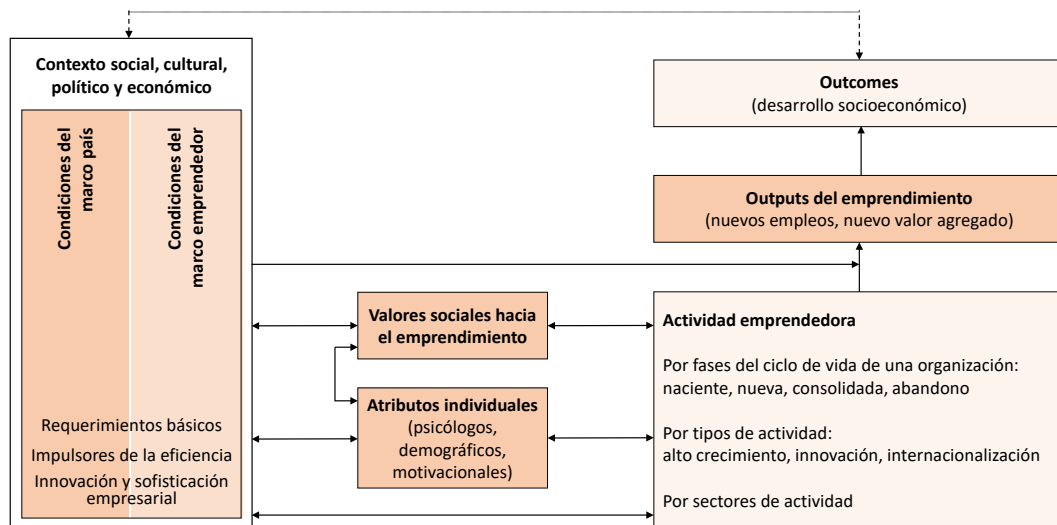 Contexto social, cultural,
político y económico
Condiciones del
marco país
Condiciones del
marco emprendedor
Requerimientos básicos
Impulsores de la eficiencia
Innovación y sofisticación
empresarial
Valores sociales hacia
el emprendimiento
Atributos individuales
(psicólogos,
demográficos,
motivacionales)
Outcomes
(desarrollo socioeconómico)
Outputs del emprendimiento
(nuevos empleos, nuevo valor agregado)
Actividad emprendedora
Por fases del ciclo de vida de una organización:
naciente, nueva, consolidada, abandono
Por tipos de actividad:
alto crecimiento, innovación, internacionalización
Por sectores de actividad